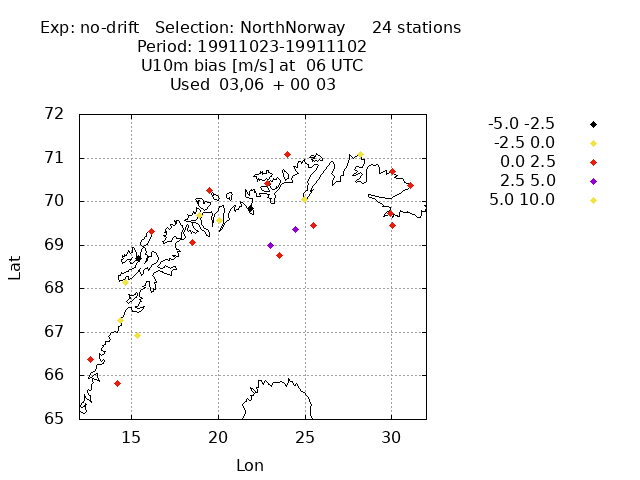 Exp: no-drift   Selection: NorthNorway     24 stations
Period: 19911023-19911102
U10m bias [m/s] at  06 UTC
Used  03,06  + 00 03
72
71
70
69
68
67
66
65
15
20
25
30
Lat
Lon
-5.0 -2.5
-2.5 0.0
0.0 2.5
2.5 5.0
5.0 10.0